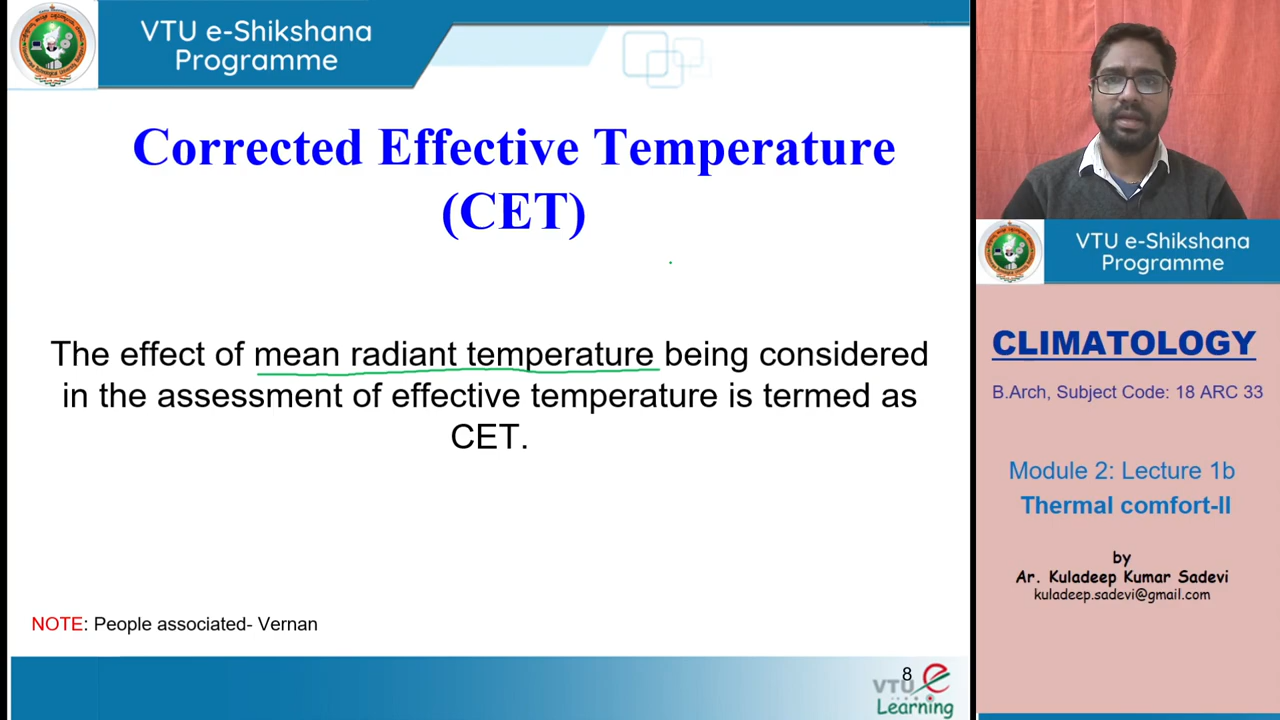 VTU e-Shikshana
Programme
Corrected Effective Temperature
(CET)
The effect of mean radiant temperature being considered
in the assessment of effective temperature is termed as
CET.
NOTE: People associated- Vernan
8
VTU e
Learning
VTU e-Shikshana
Programme
CLIMATOLOGY
B.Arch, Subject Code: 18 ARC 33
Module 2: Lecture 1b
Thermal comfort-II
by
Ar. Kuladeep Kumar Sadevi
kuladeep.sadevi@gmail.com